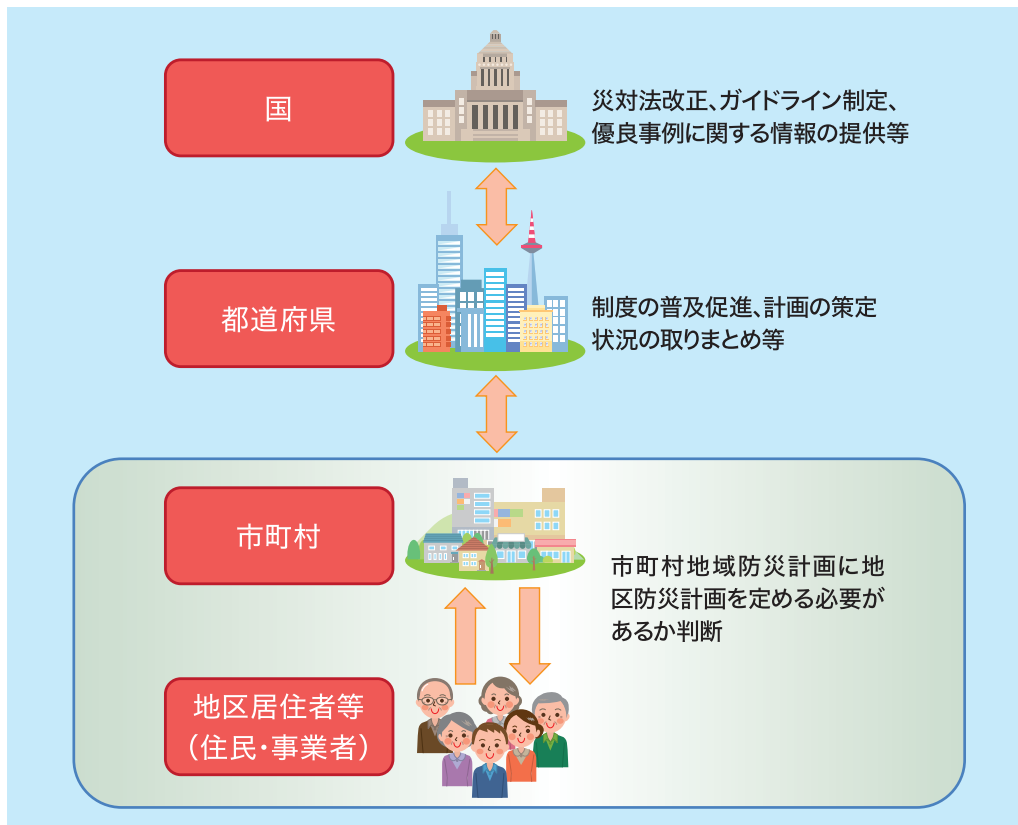 国
災対法改正、ガイドライン制定、
優良事例に関する情報の提供等
都道府県
制度の普及促進、計画の策定
状況の取りまとめ等
市町村
市町村地域防災計画に地
区防災計画を定める必要が
あるか判断
地区居住者等
（住民・事業者）